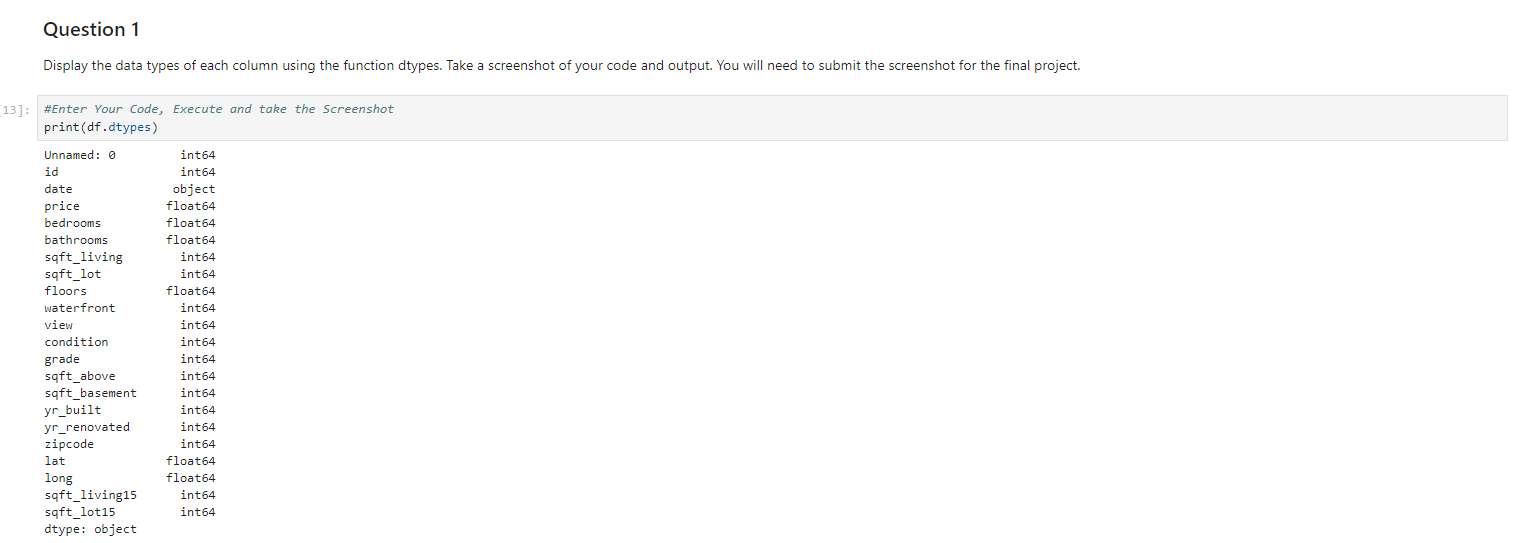 Question 1
Display the data types of each column using the function dtypes. Take a screenshot of your code and output. You will need to submit the screenshot for the final project.
[13]: #Enter Your Code, Execute and take the Screenshot
print(df.dtypes)
Unnamed: 0 int64
id int64
date object
price float64
bedrooms float64
bathrooms float64
sqft_living int64
sqft_lot int64
floors float64
waterfront int64
view int64
condition int64
grade int64
sqft_above int64
sqft_basement int64
yr_built int64
yr_renovated int64
zipcode int64
lat float64
long float64
sqft_living15 int64
sqft_lot15 int64
dtype: object